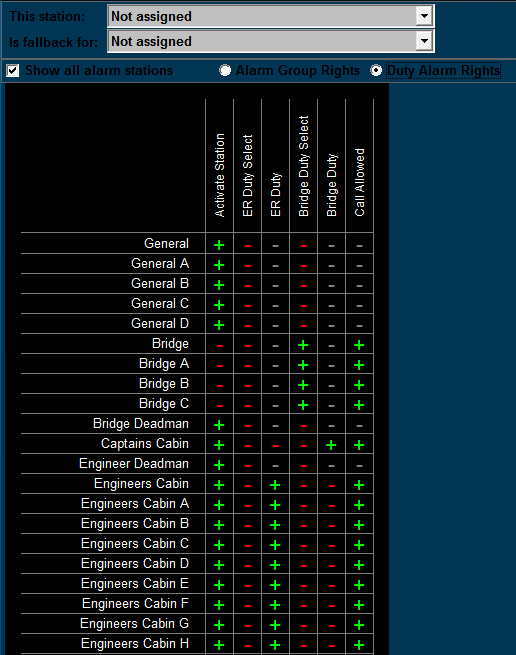 This station: Not assigned
Is fallback for: Not assigned
Show all alarm stations Alarm Group Rights Duty Alarm Rights
Activate Station
ER Duty Select
ER Duty
Bridge Duty Select
Bridge Duty
Call Allowed
General + - - - - -
General A + - - - - -
General B + - - - - -
General C + - - - - -
General D + - - - - -
Bridge - - - + - +
Bridge A - - - + - +
Bridge B - - - + - +
Bridge C - - - + - +
Bridge Deadman + - - - - -
Captains Cabin + - - - + +
Engineer Deadman + - - - - -
Engineers Cabin + - + - - +
Engineers Cabin A + - + - - +
Engineers Cabin B + - + - - +
Engineers Cabin C + - + - - +
Engineers Cabin D + - + - - +
Engineers Cabin E + - + - - +
Engineers Cabin F + - + - - +
Engineers Cabin G + - + - - +
Engineers Cabin H + - + - - +